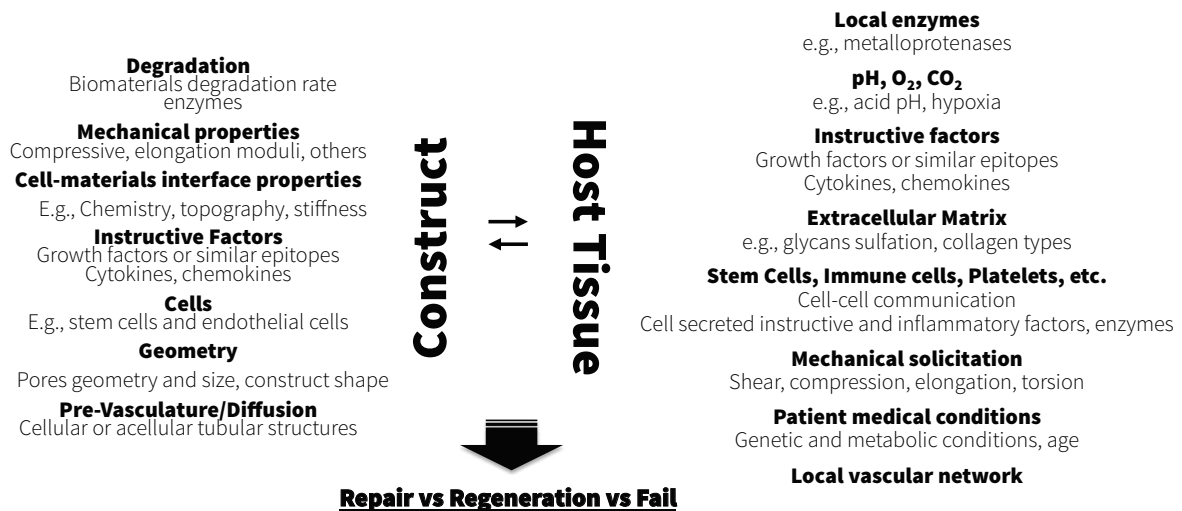 Degradation
Biomaterials degradation rate
enzymes
Mechanical properties
Compressive, elongation moduli, others
Cell-materials interface properties
E.g., Chemistry, topography, stiffness
Instructive Factors
Growth factors or similar epitopes
Cytokines, chemokines
Cells
E.g., stem cells and endothelial cells
Geometry
Pores geometry and size, construct shape
Pre-Vasculature/Diffusion
Cellular or acellular tubular structures
Construct
Host Tissue
Local enzymes
e.g., metalloprotenases
pH, O₂, CO₂
e.g., acid pH, hypoxia
Instructive factors
Growth factors or similar epitopes
Cytokines, chemokines
Extracellular Matrix
e.g., glycans sulfation, collagen types
Stem Cells, Immune cells, Platelets, etc.
Cell-cell communication
Cell secreted instructive and inflammatory factors, enzymes
Mechanical solicitation
Shear, compression, elongation, torsion
Patient medical conditions
Genetic and metabolic conditions, age
Local vascular network
Repair vs Regeneration vs Fail